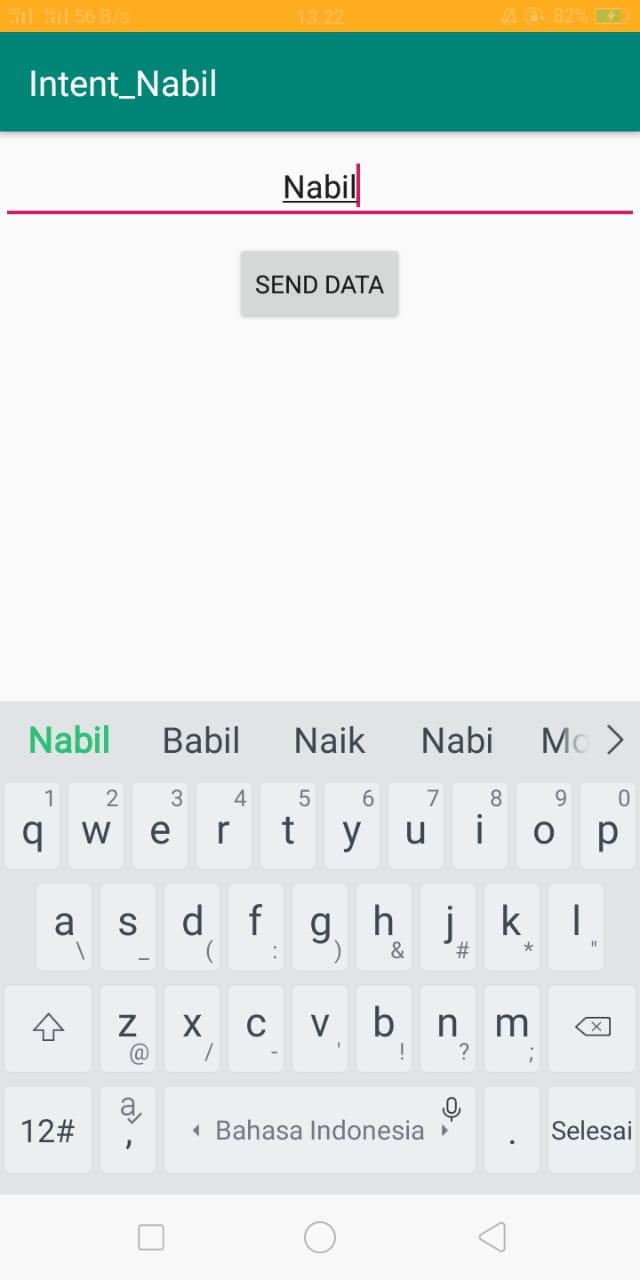 56 B/s 13.22 82%
Intent_Nabil
Nabil
SEND DATA
Nabil Babil Naik Nabi Mo
1 2 3 4 5 6 7 8 9 0
q w e r t y u i o p
a s d f g h j k l
\ _ ( : ) & # * "
z x c v b n m
@ / - ' ! ? ;
12# a , Bahasa Indonesia . Selesai